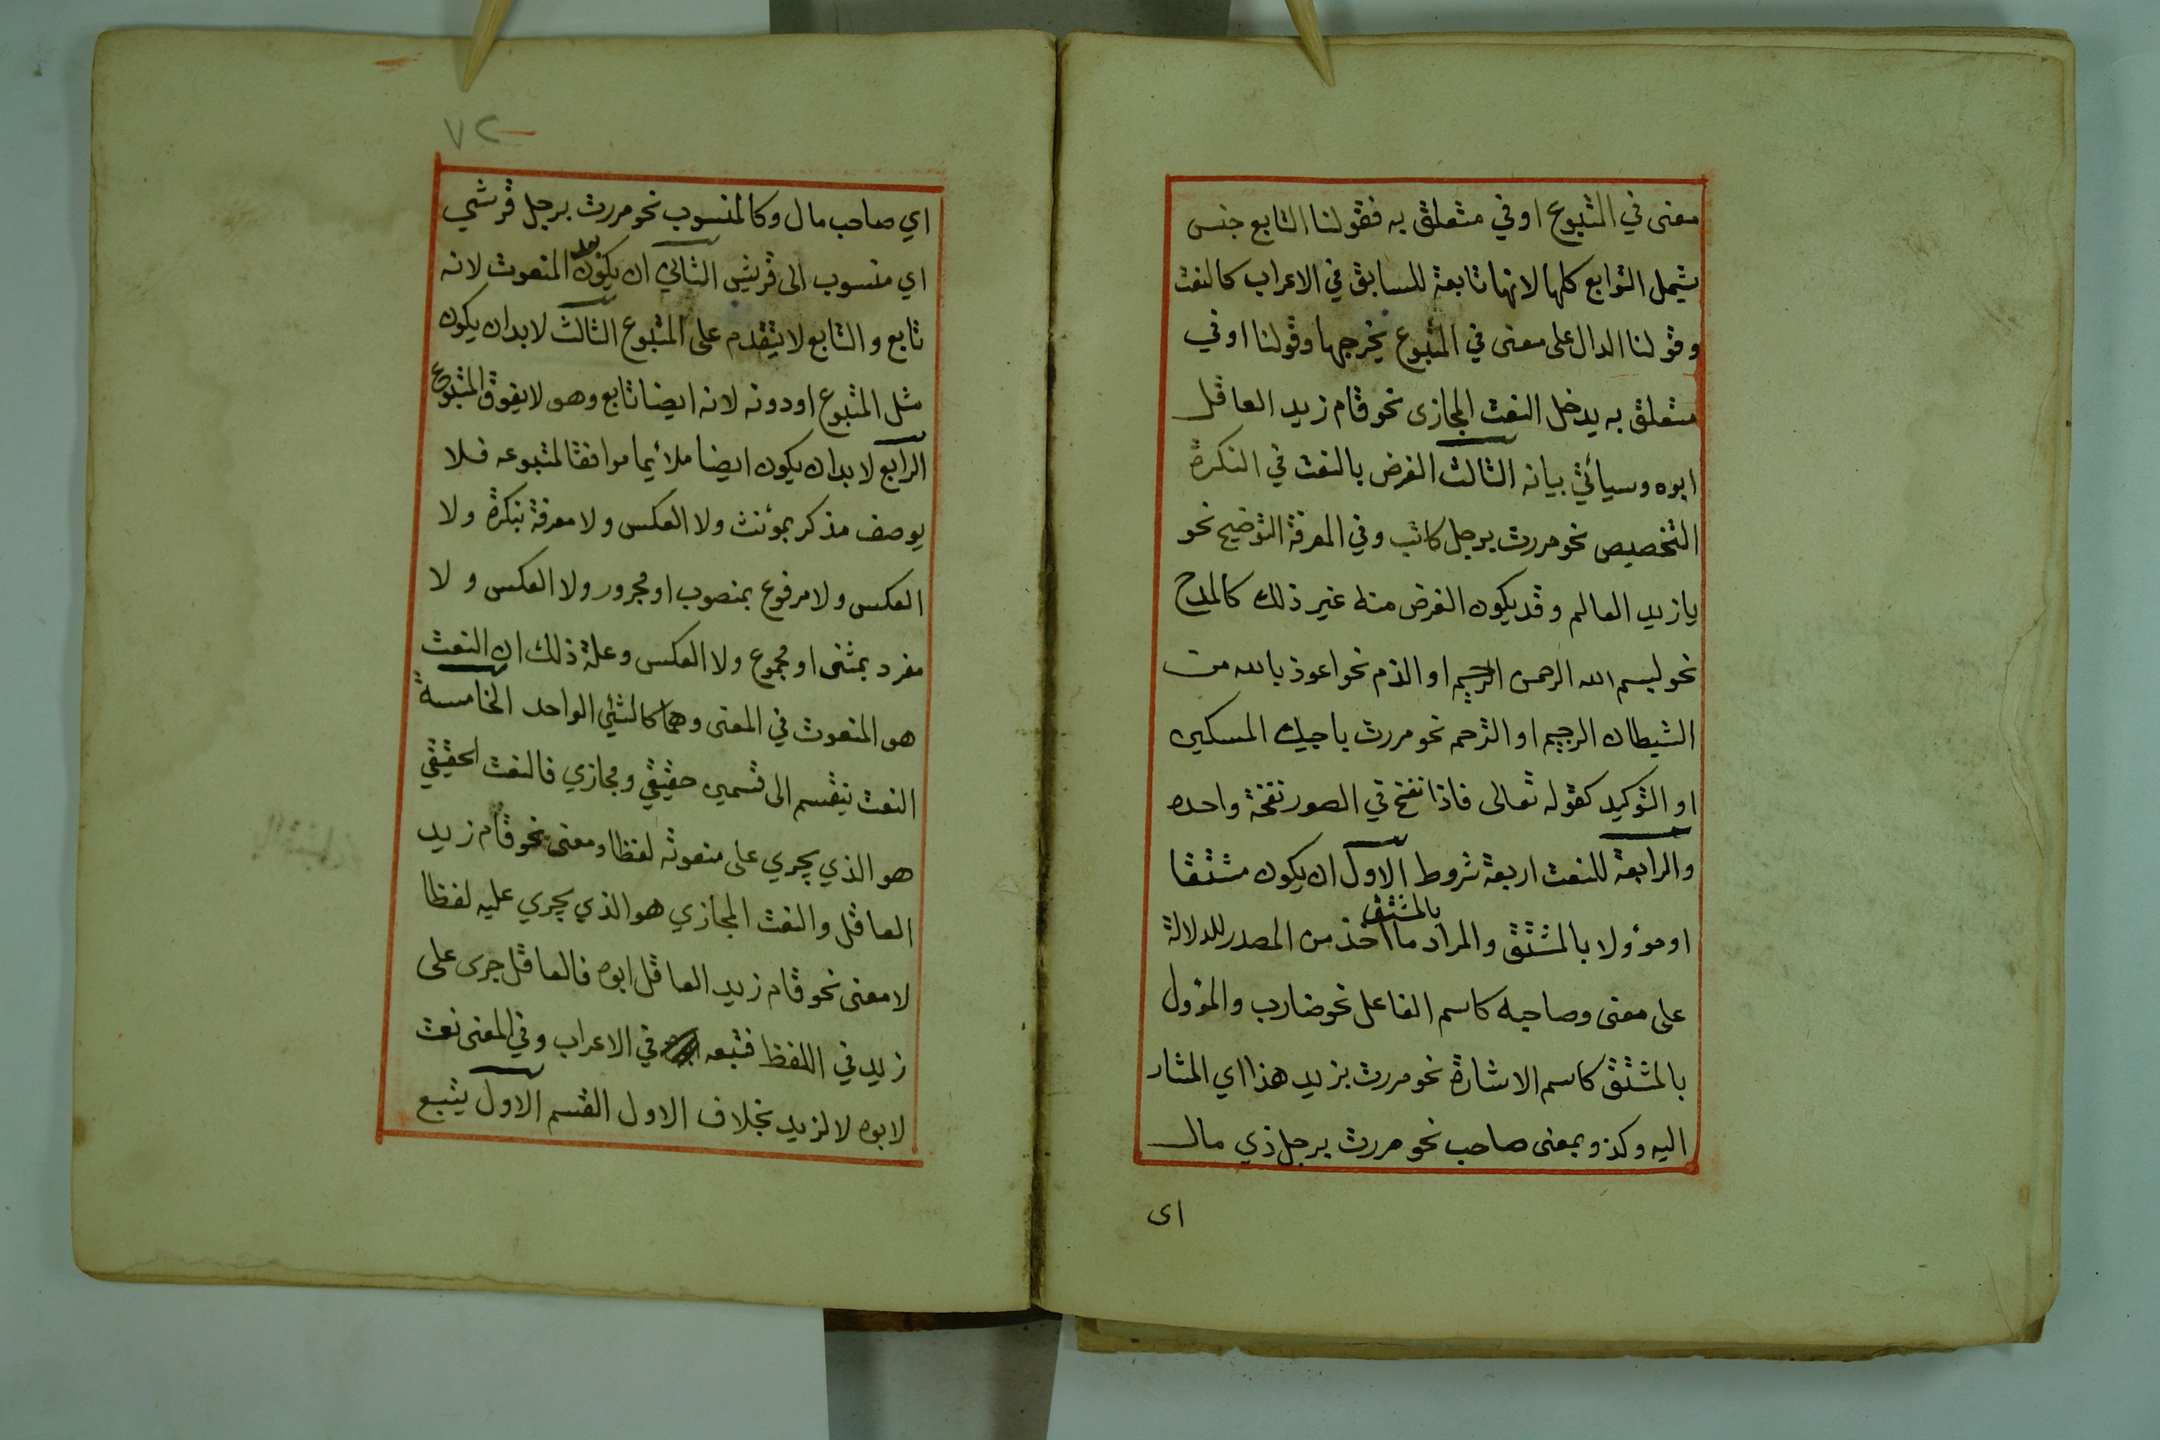 معنى في المتبوع او في متعلق به فقولنا التابع جنس
يشمل التوابع كلها لانها تابعة للسابق في الاعراب كالنعت
وقولنا الدال على معنى في المتبوع يخرجها وقولنا او في
متعلق به يدخل النعت المجازى نحو قام زيد العاقل
ابوه وسيأتي بيانه الثالث الغرض بالنعت في النكرة
التخصيص نحو مررت برجل كاتب وفي المعرفة التوضيح نحو
يا زيد العالم وقد يكون الغرض منه غير ذلك كالمدح
نحو بسم الله الرحمن الرحيم او الذم نحو اعوذ بالله من
الشيطان الرجيم او الترحم نحو مررت باخيك المسكين
او التوكيد كقوله تعالى فاذا نفخ في الصور نفخة واحده
والرابعة للنعت اربعة شروط الاول ان يكون مشتقا
او موؤولا بالمشتق والمراد بالمشتق ما اخذ من المصدر للدلالة
على معنى وصاحبه كاسم الفاعل نحو ضارب والمؤول
بالمشتق كاسم الاشارة نحو مررت بزيد هذا اي المشار
اليه وكذو بمعنى صاحب نحو مررت برجل ذي مال
اى
٧٢
اي صاحب مال وكالمنسوب نحو مررت برجل قرشي
اي منسوب الى قريش الثاني ان يكون بعد المنعوت لانه
تابع والتابع لا يتقدم على المتبوع الثالث لا بد ان يكون
مثل المتبوع او دونه لانه ايضا تابع وهو لا يفوق المتبوع
الرابع لا بد ان يكون ايضا ملائما موافقا لمتبوعه فلا
يوصف مذكر بموئنث ولا العكس ولا معرفة بنكرة ولا
العكس ولا مرفوع بمنصوب او مجرور ولا العكس ولا
مفرد بمثنى او مجموع ولا العكس وعلة ذلك ان النعت
هو المنعوت في المعنى وهما كالشئي الواحد الخامسة
النعت ينقسم الى قسمين حقيقي ومجازي فالنعت الحقيقي
هو الذي يجري على منعوته لفظا ومعنى نحو قام زيد
العاقل والنعت المجازي هو الذي يجري عليه لفظا
لا معنى نحو قام زيد العاقل ابوه فالعاقل جرى على
زيد في اللفظ فتبعه في الاعراب وفي المعنى نعت
لابوه لا لزيد بخلاف الاول القسم الاول يتبع